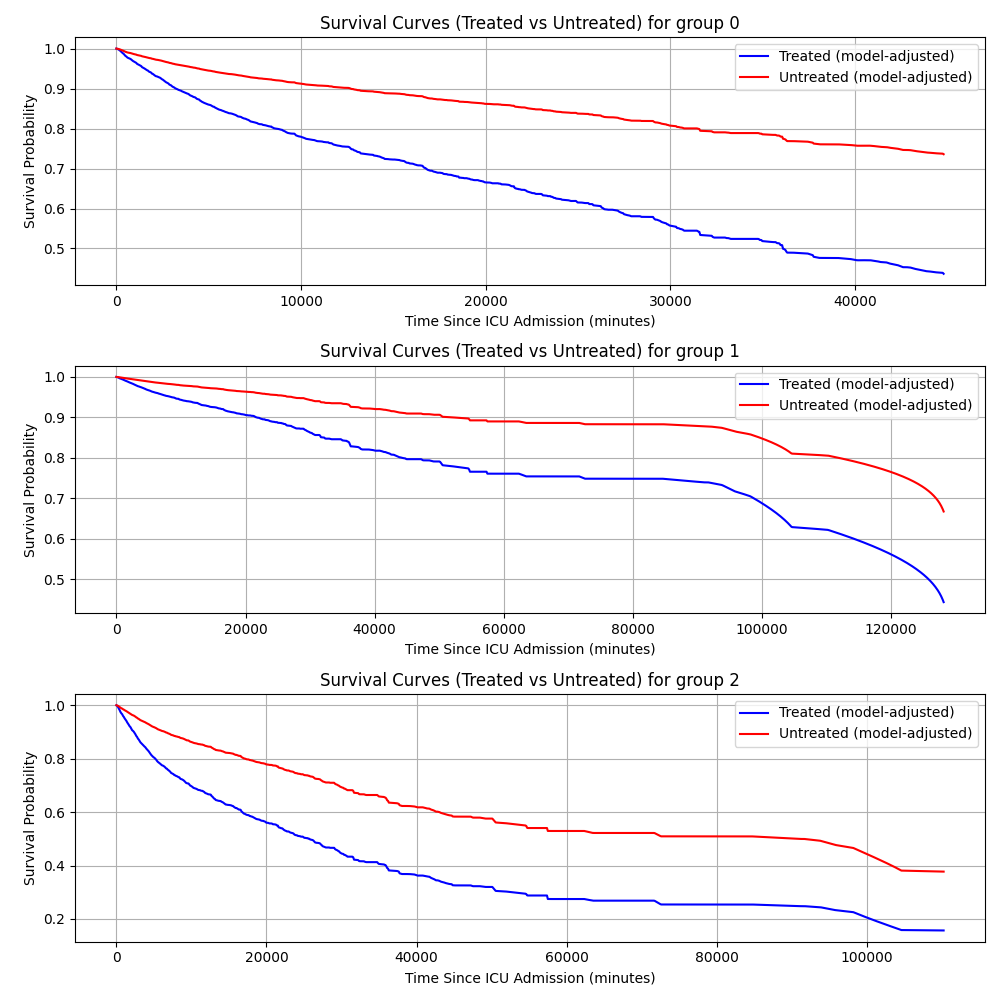 Survival Curves (Treated vs Untreated) for group 0
Survival Probability
1.0
0.9
0.8
0.7
0.6
0.5
Treated (model-adjusted)
Untreated (model-adjusted)
0 10000 20000 30000 40000
Time Since ICU Admission (minutes)
Survival Curves (Treated vs Untreated) for group 1
Survival Probability
1.0
0.9
0.8
0.7
0.6
0.5
Treated (model-adjusted)
Untreated (model-adjusted)
0 20000 40000 60000 80000 100000 120000
Time Since ICU Admission (minutes)
Survival Curves (Treated vs Untreated) for group 2
Survival Probability
1.0
0.8
0.6
0.4
0.2
Treated (model-adjusted)
Untreated (model-adjusted)
0 20000 40000 60000 80000 100000
Time Since ICU Admission (minutes)